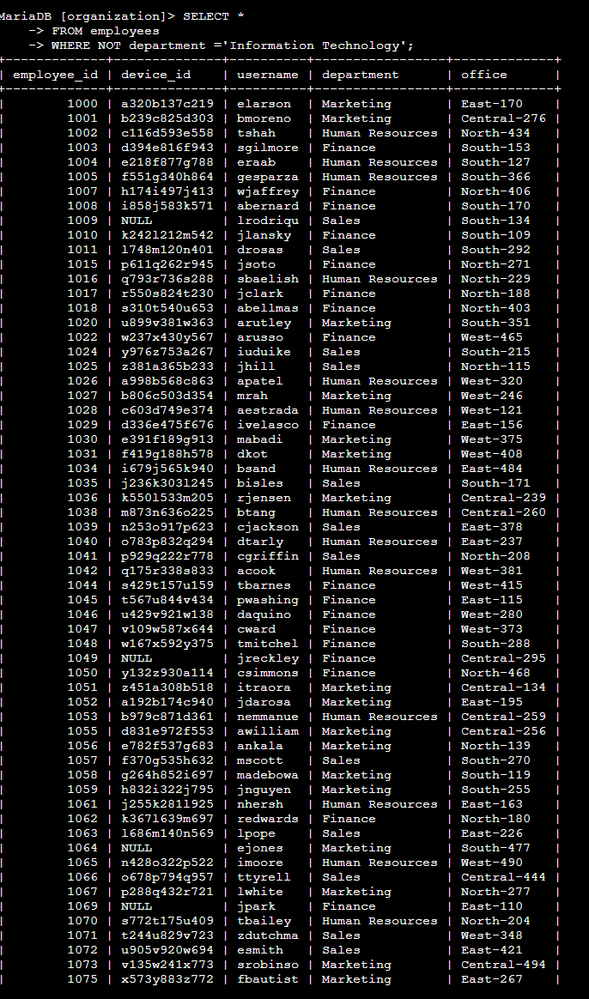 MariaDB [organization]> SELECT *
    -> FROM employees
    -> WHERE NOT department ='Information Technology';
+-------------+--------------+----------+-----------------+-------------+
| employee_id | device_id    | username | department      | office      |
+-------------+--------------+----------+-----------------+-------------+
|        1000 | a320b137c219 | elarson  | Marketing       | East-170    |
|        1001 | b239c825d303 | bmoreno  | Marketing       | Central-276 |
|        1002 | c116d593e558 | tshah    | Human Resources | North-434   |
|        1003 | d394e816f943 | sgilmore | Finance         | South-153   |
|        1004 | e218f877g788 | eraab    | Human Resources | South-127   |
|        1005 | f551g340h864 | gesparza | Human Resources | South-366   |
|        1007 | h174i497j413 | wjaffrey | Finance         | North-406   |
|        1008 | i858j583k571 | abernard | Finance         | South-170   |
|        1009 | NULL         | lrodriqu | Sales           | South-134   |
|        1010 | k242l212m542 | jlansky  | Finance         | South-109   |
|        1011 | l748m120n401 | drosas   | Sales           | South-292   |
|        1015 | p611q262r945 | jsoto    | Finance         | North-271   |
|        1016 | q793r736s288 | sbaelish | Human Resources | North-229   |
|        1017 | r550s824t230 | jclark   | Finance         | North-188   |
|        1018 | s310t540u653 | abellmas | Finance         | North-403   |
|        1020 | u899v381w363 | arutley  | Marketing       | South-351   |
|        1022 | w237x430y567 | arusso   | Finance         | West-465    |
|        1024 | y976z753a267 | iuduike  | Sales           | South-215   |
|        1025 | z381a365b233 | jhill    | Sales           | North-115   |
|        1026 | a998b568c863 | apatel   | Human Resources | West-320    |
|        1027 | b806c503d354 | mrah     | Marketing       | West-246    |
|        1028 | c603d749e374 | aestrada | Human Resources | West-121    |
|        1029 | d336e475f676 | ivelasco | Finance         | East-156    |
|        1030 | e391f189g913 | mabadi   | Marketing       | West-375    |
|        1031 | f419g188h578 | dkot     | Marketing       | West-408    |
|        1034 | i679j565k940 | bsand    | Human Resources | East-484    |
|        1035 | j236k303l245 | bisles   | Sales           | South-171   |
|        1036 | k550l533m205 | rjensen  | Marketing       | Central-239 |
|        1038 | m873n636o225 | btang    | Human Resources | Central-260 |
|        1039 | n253o917p623 | cjackson | Sales           | East-378    |
|        1040 | o783p832q294 | dtarly   | Human Resources | East-237    |
|        1041 | p929q222r778 | cgriffin | Sales           | North-208   |
|        1042 | q175r338s833 | acook    | Human Resources | West-381    |
|        1044 | s429t157u159 | tbarnes  | Finance         | West-415    |
|        1045 | t567u844v434 | pwashing | Finance         | East-115    |
|        1046 | u429v921w138 | daquino  | Finance         | West-280    |
|        1047 | v109w587x644 | cward    | Finance         | West-373    |
|        1048 | w167x592y375 | tmitchel | Finance         | South-288   |
|        1049 | NULL         | jreckley | Finance         | Central-295 |
|        1050 | y132z930a114 | csimmons | Finance         | North-468   |
|        1051 | z451a308b518 | itraora  | Marketing       | Central-134 |
|        1052 | a192b174c940 | jdarosa  | Marketing       | East-195    |
|        1053 | b979c871d361 | nemmanue | Human Resources | Central-259 |
|        1055 | d831e972f553 | awilliam | Marketing       | Central-256 |
|        1056 | e782f537g683 | ankala   | Marketing       | North-139   |
|        1057 | f370g535h632 | mscott   | Sales           | South-270   |
|        1058 | g264h852i697 | madebowa | Marketing       | South-119   |
|        1059 | h832i322j795 | jnguyen  | Marketing       | South-255   |
|        1061 | j255k281l925 | nhersh   | Human Resources | East-163    |
|        1062 | k367l639m697 | redwards | Finance         | North-180   |
|        1063 | l686m140n569 | lpope    | Sales           | East-226    |
|        1064 | NULL         | ejones   | Marketing       | South-477   |
|        1065 | n428o322p522 | imoore   | Human Resources | West-490    |
|        1066 | o678p794q957 | ttyrell  | Sales           | Central-444 |
|        1067 | p288q432r721 | lwhite   | Marketing       | North-277   |
|        1069 | NULL         | jpark    | Finance         | East-110    |
|        1070 | s772t175u409 | tbailey  | Human Resources | North-204   |
|        1071 | t244u829v723 | zdutchma | Sales           | West-348    |
|        1072 | u905v920w694 | esmith   | Sales           | East-421    |
|        1073 | v135w241x773 | srobinso | Marketing       | Central-494 |
|        1075 | x573y883z772 | fbautist | Marketing       | East-267    |